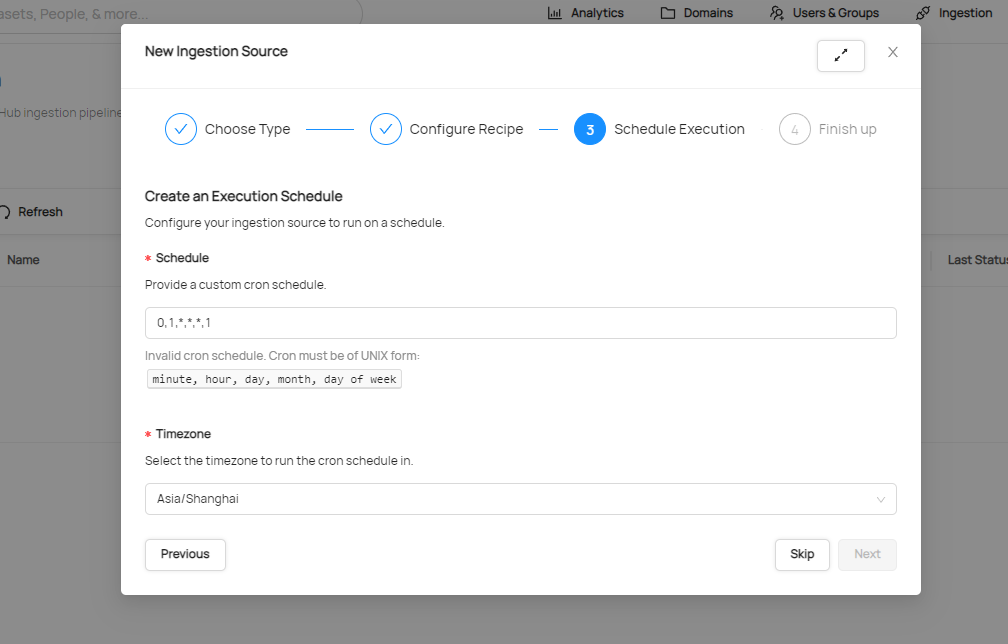 asets, People, & more...
Analytics
Domains
Users & Groups
Ingestion
New Ingestion Source
Hub ingestion pipeline
Choose Type
Configure Recipe
3
Schedule Execution
4
Finish up
Create an Execution Schedule
Refresh
Configure your ingestion source to run on a schedule.
Name
* Schedule
Last Status
Provide a custom cron schedule.
0,1,*,*,*,1
Invalid cron schedule. Cron must be of UNIX form:
minute, hour, day, month, day of week
* Timezone
Select the timezone to run the cron schedule in.
Asia/Shanghai
Previous
Skip
Next